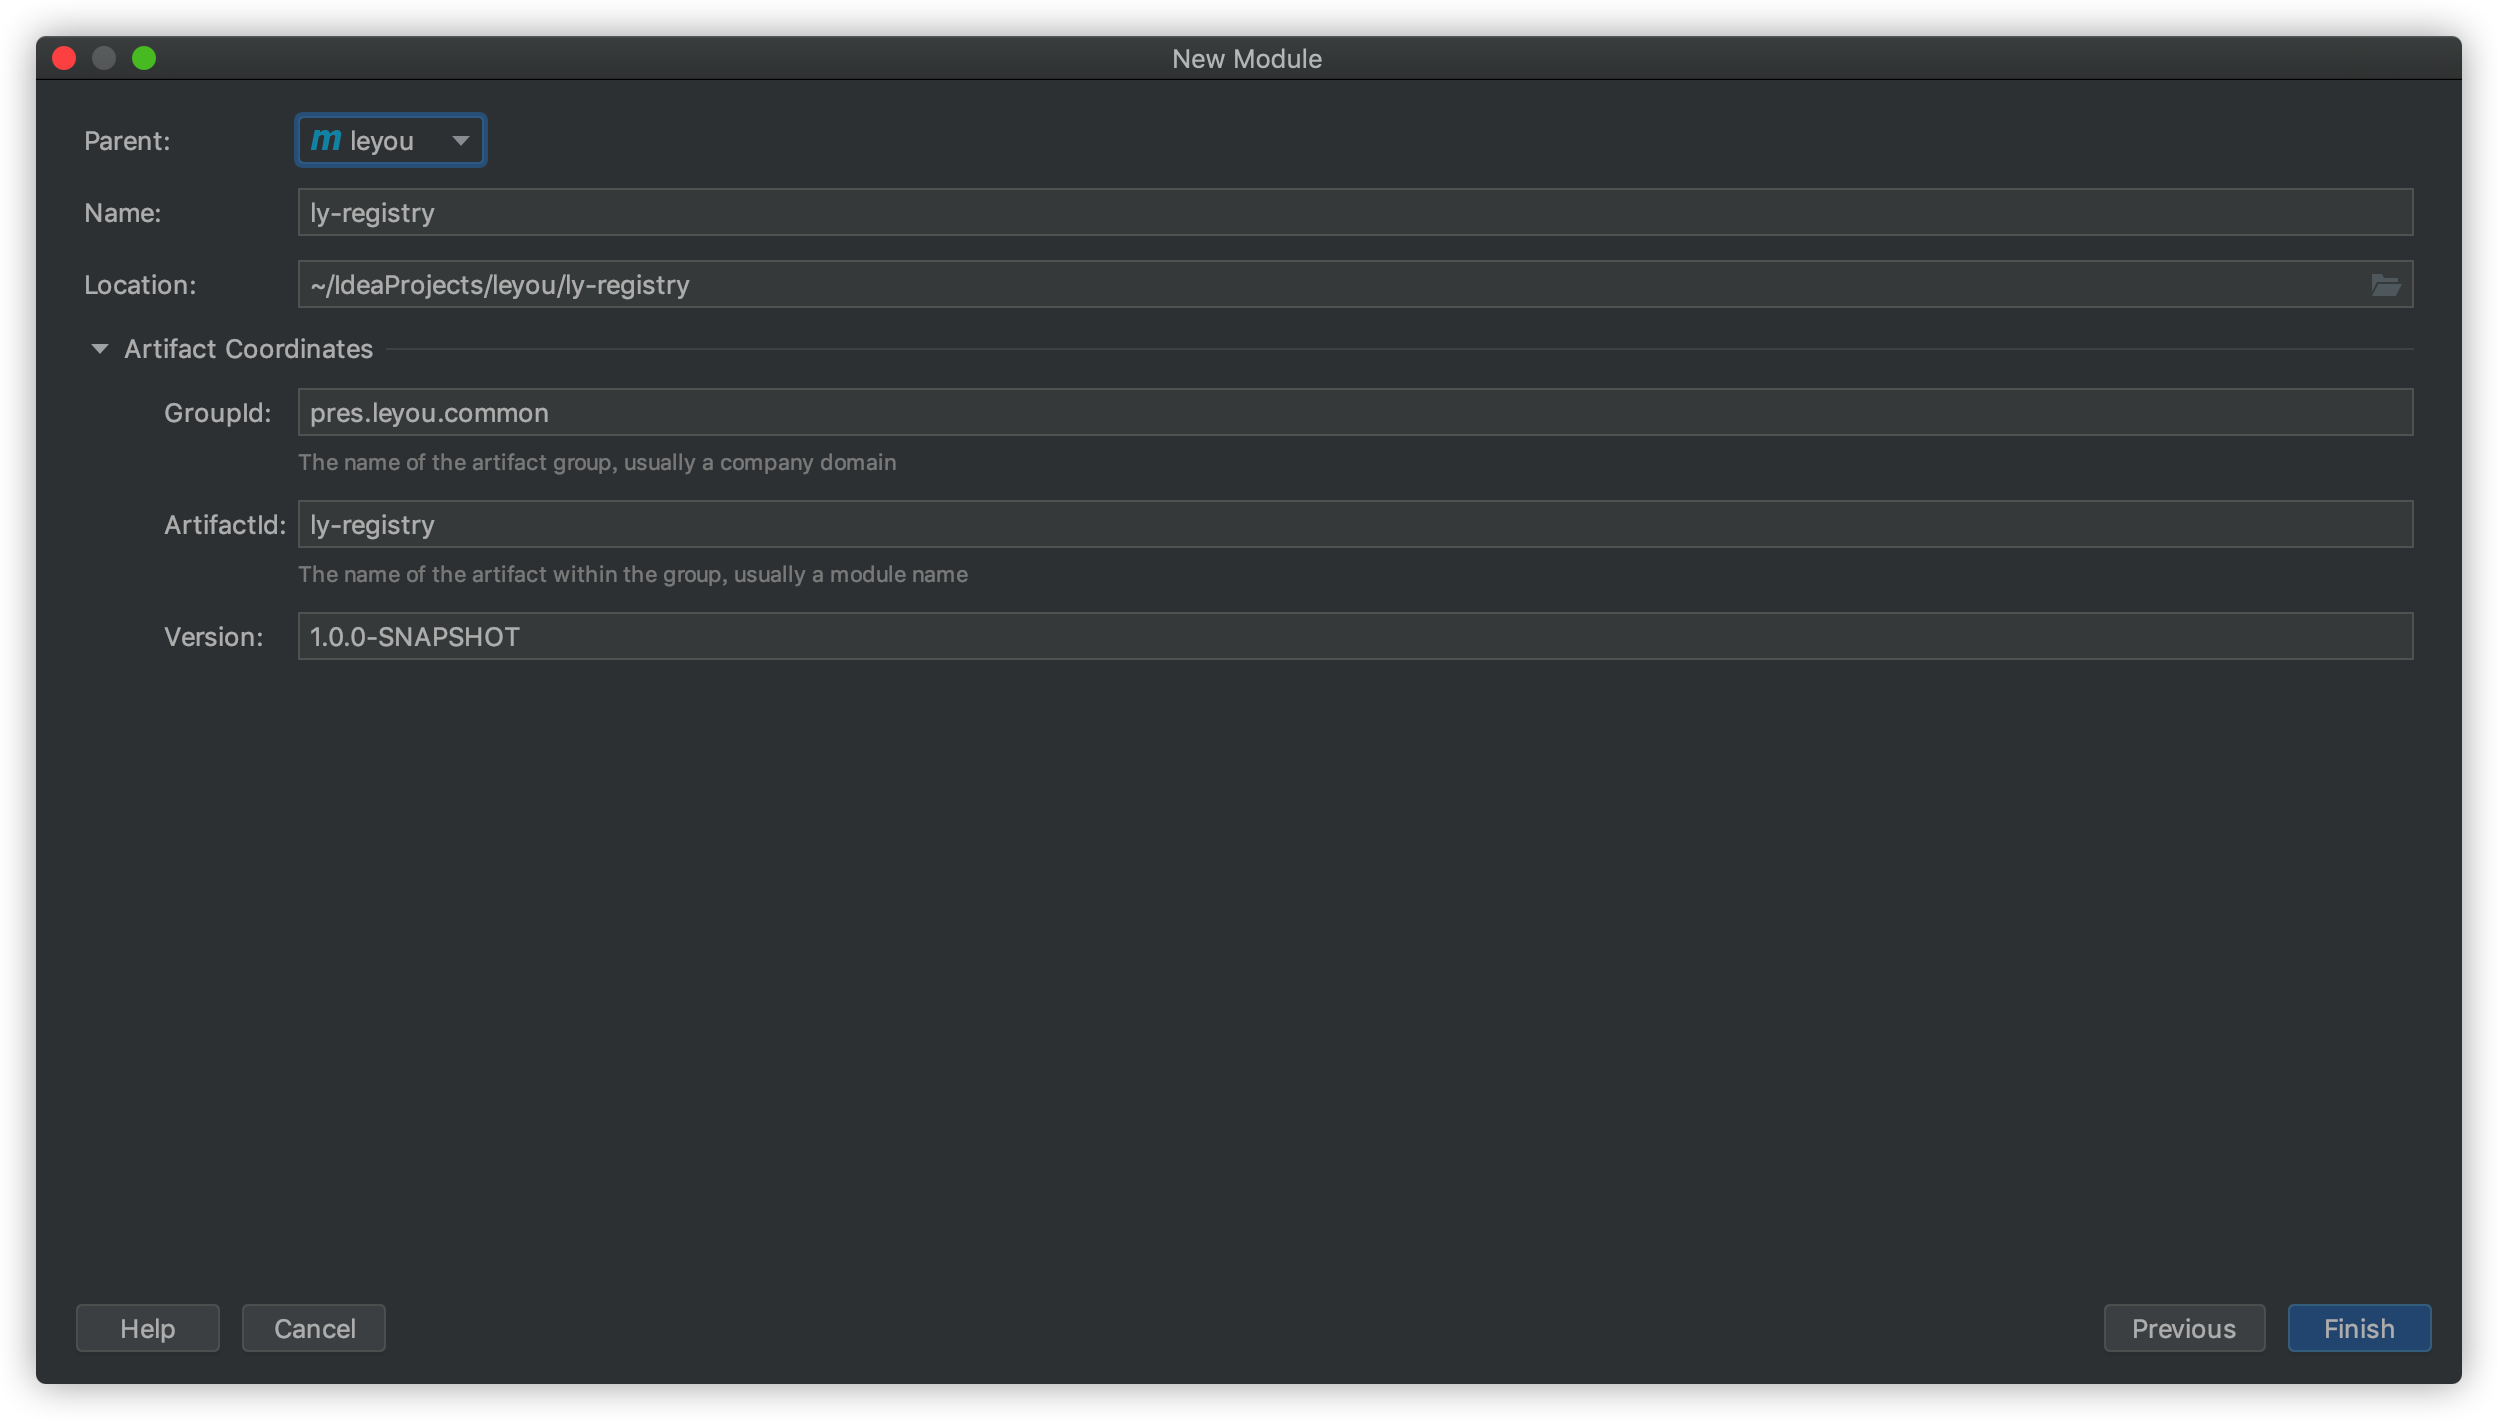 New Module
Parent: m leyou
Name: ly-registry
Location: ~/IdeaProjects/leyou/ly-registry
Artifact Coordinates
GroupId: pres.leyou.common
The name of the artifact group, usually a company domain
ArtifactId: ly-registry
The name of the artifact within the group, usually a module name
Version: 1.0.0-SNAPSHOT
Help Cancel Previous Finish